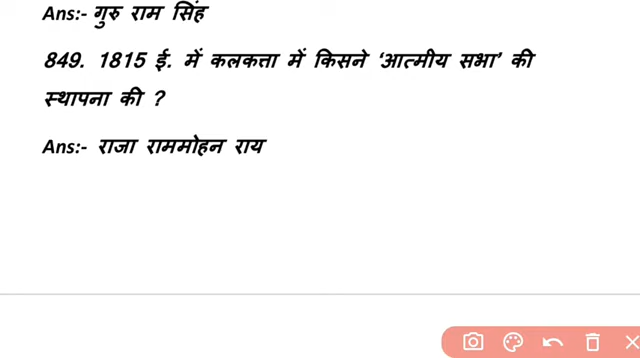 Ans:- गुरु राम सिंह
849. 1815 ई. में कलकत्ता में किसने ‘आत्मीय सभा’ की
स्थापना की ?
Ans:- राजा राममोहन राय